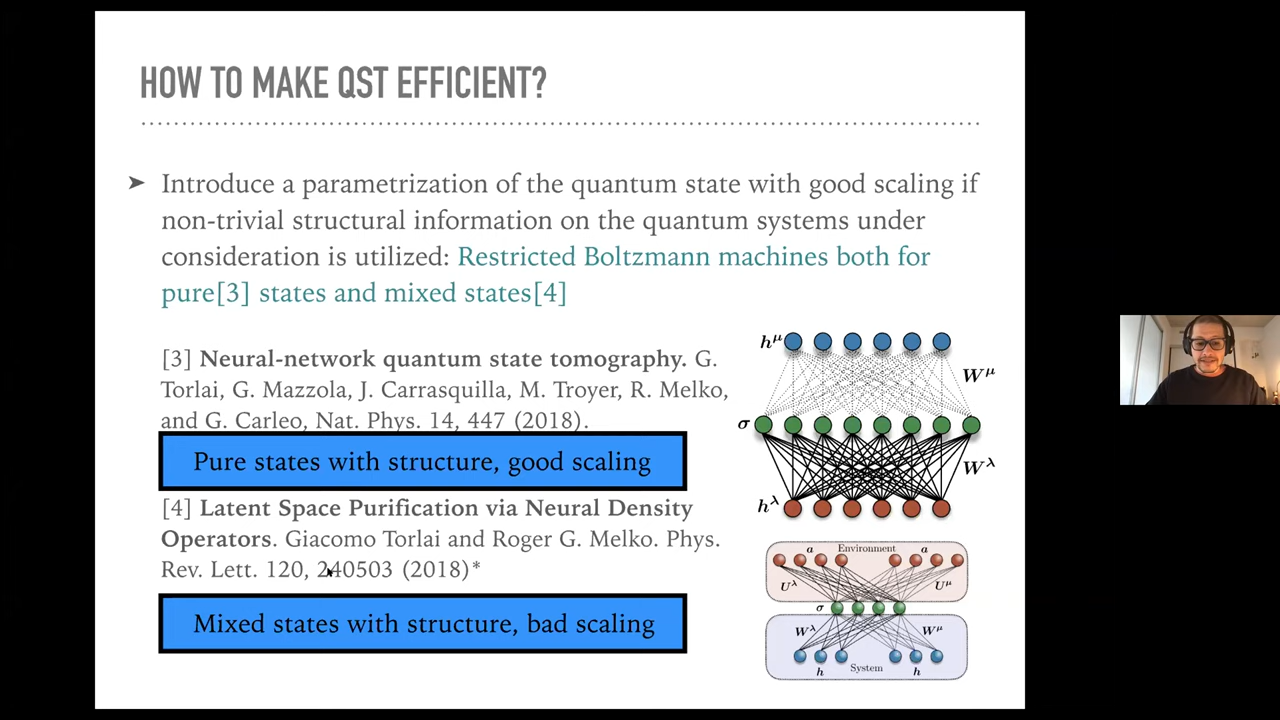 HOW TO MAKE QST EFFICIENT?
➤ Introduce a parametrization of the quantum state with good scaling if
non-trivial structural information on the quantum systems under
consideration is utilized: Restricted Boltzmann machines both for
pure[3] states and mixed states[4]
[3] Neural-network quantum state tomography. G.
Torlai, G. Mazzola, J. Carrasquilla, M. Troyer, R. Melko,
and G. Carleo, Nat. Phys. 14, 447 (2018).
Pure states with structure, good scaling
[4] Latent Space Purification via Neural Density
Operators. Giacomo Torlai and Roger G. Melko. Phys.
Rev. Lett. 120, 240503 (2018)*
Mixed states with structure, bad scaling
h^μ
W^μ
σ
W^λ
h^λ
a Environment a
U^λ U^μ
σ
W^λ W^μ
h System h